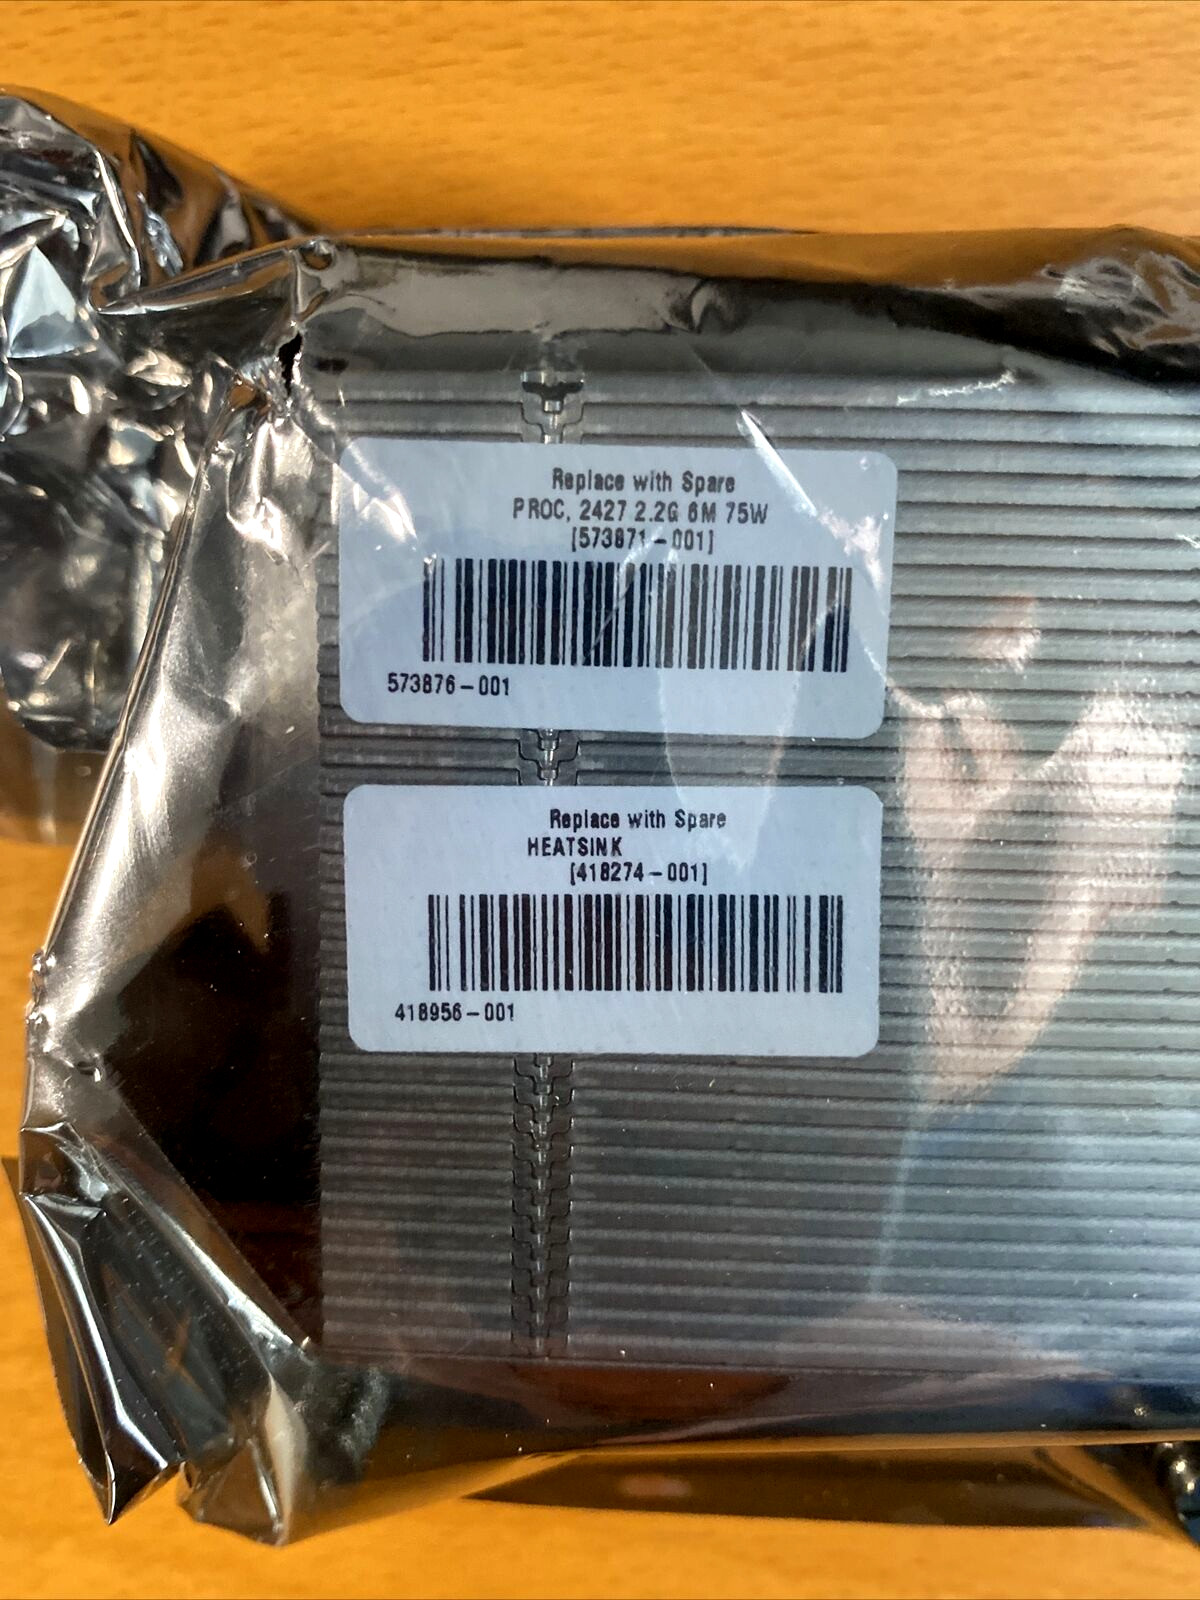 Replace with Spare
PROC, 2427 2.2G 6M 75W
[573871-001]
573876-001
Replace with Spare
HEATSINK
[418274-001]
418956-001